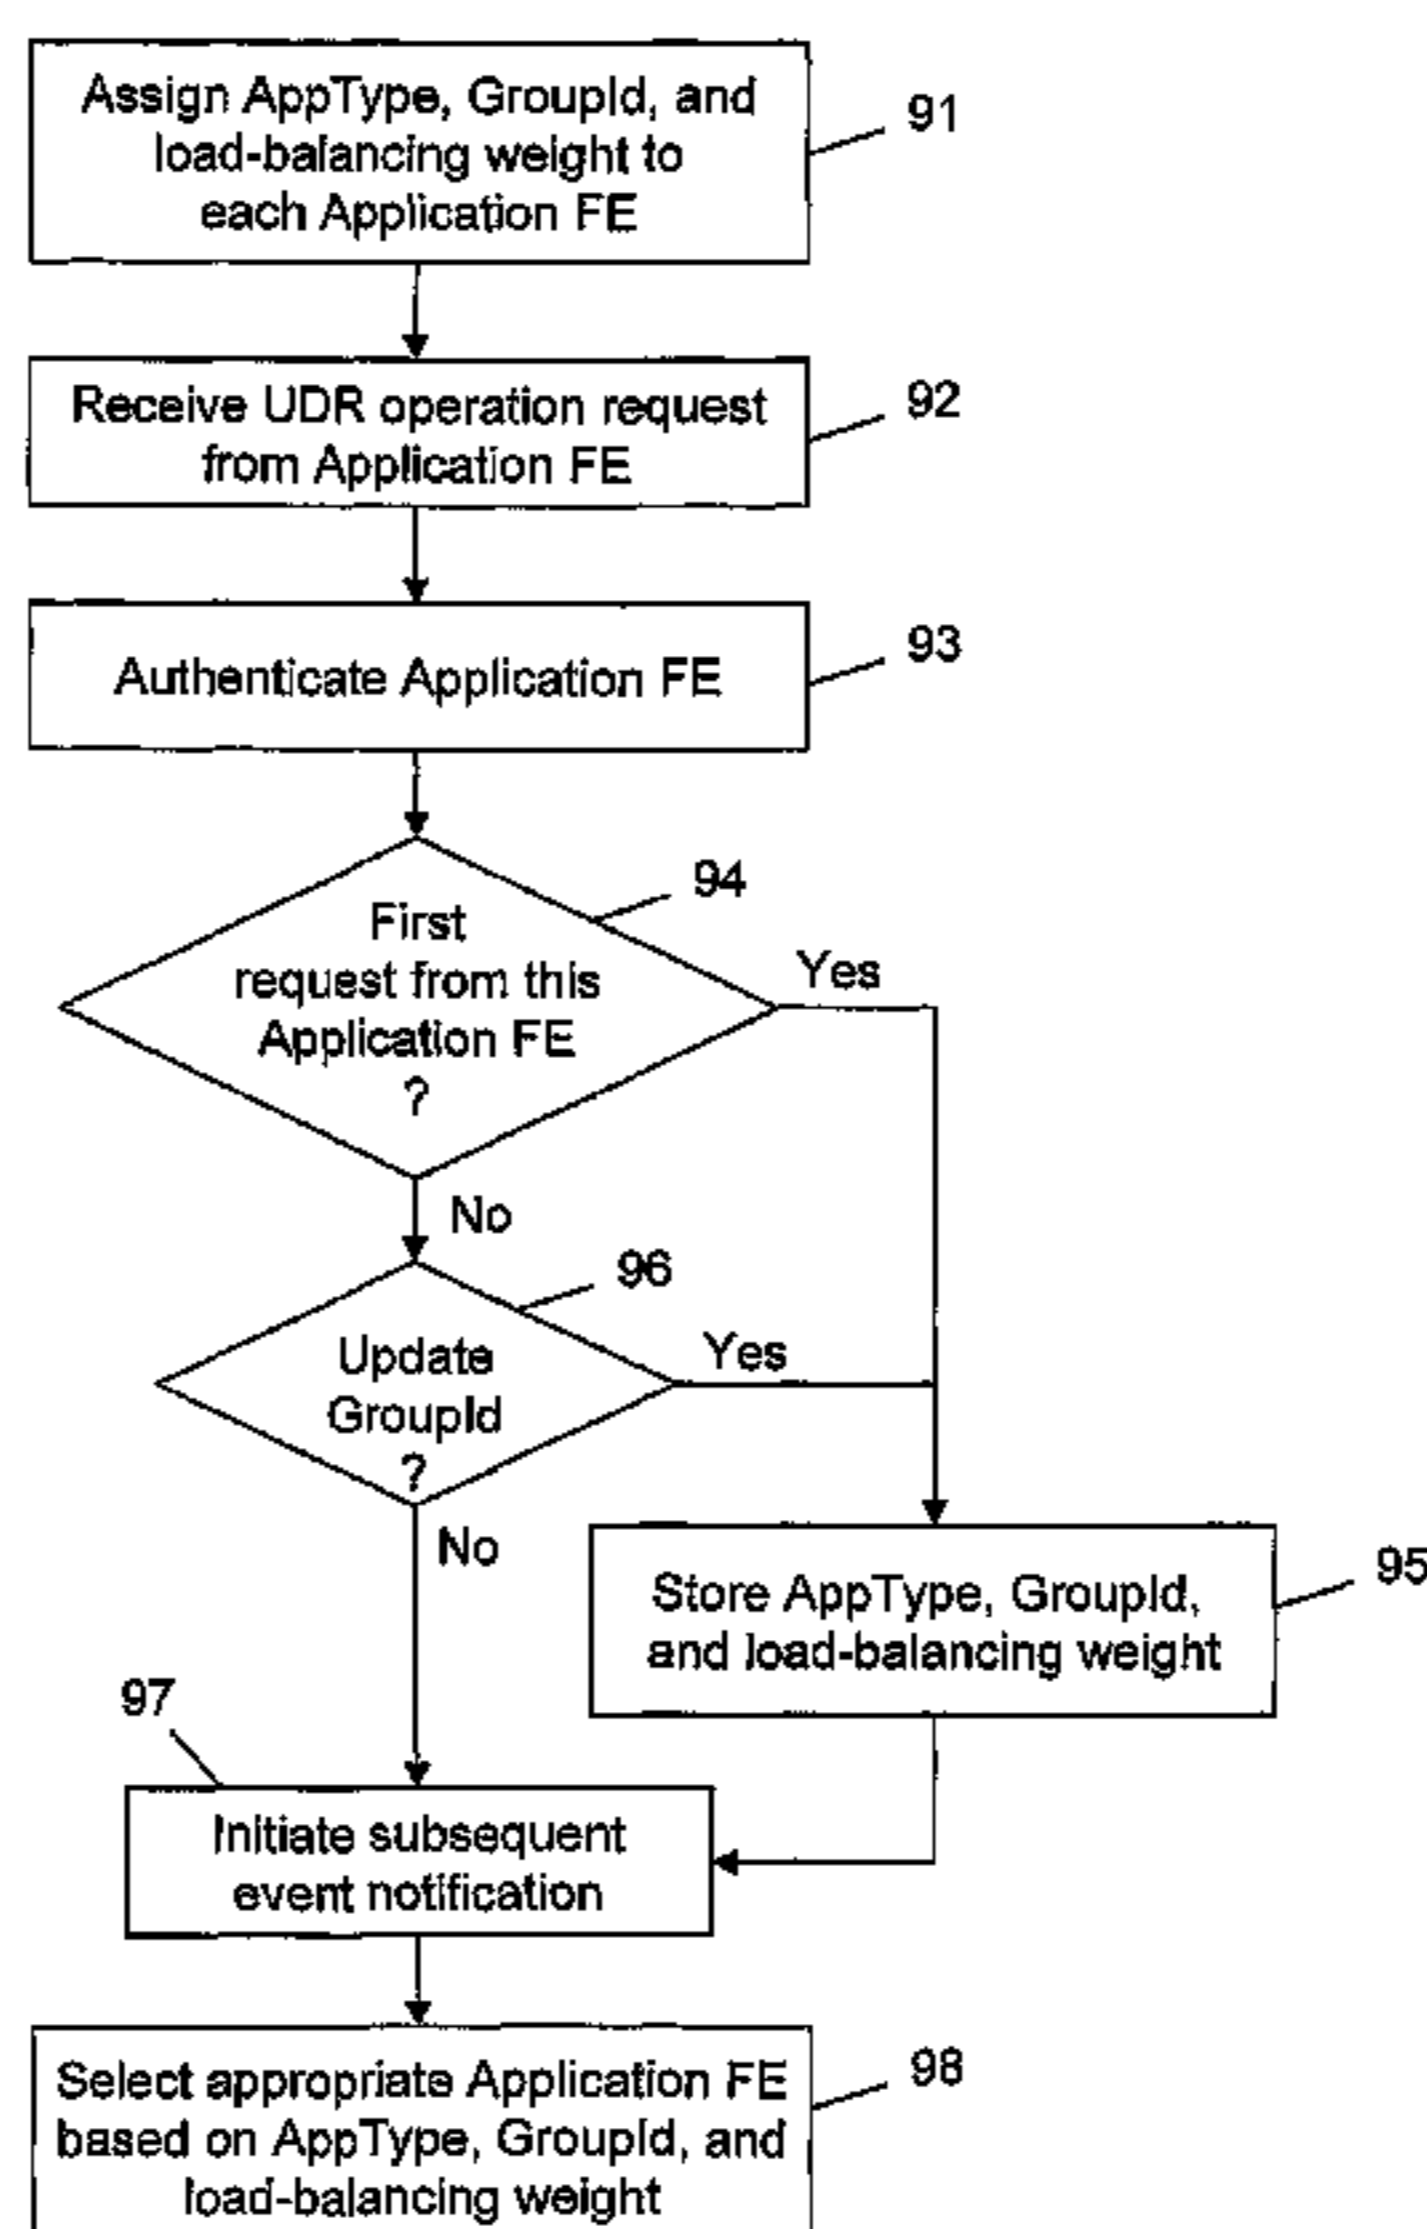 Assign AppType, GroupId, and
load-balancing weight to
each Application FE
91
Receive UDR operation request
from Application FE
92
Authenticate Application FE
93
94
First
request from this
Application FE
?
Yes
No
96
Update
GroupId
?
Yes
No
Store AppType, GroupId,
and load-balancing weight
95
97
Initiate subsequent
event notification
Select appropriate Application FE
based on AppType, GroupId, and
load-balancing weight
98